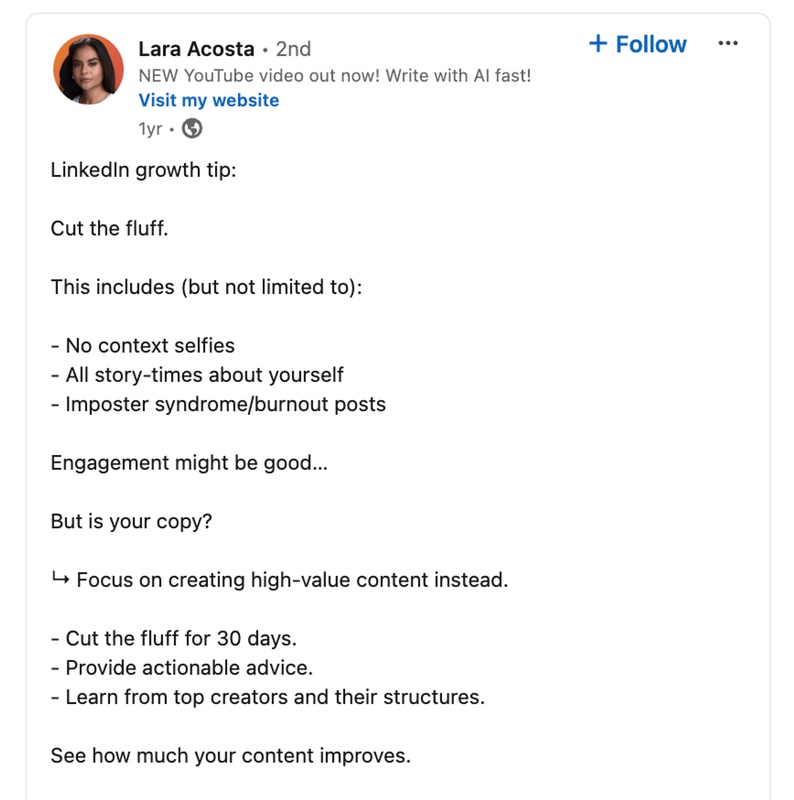 Lara Acosta • 2nd
+ Follow
NEW YouTube video out now! Write with AI fast!
Visit my website
1yr •
LinkedIn growth tip:
Cut the fluff.
This includes (but not limited to):
- No context selfies
- All story-times about yourself
- Imposter syndrome/burnout posts
Engagement might be good...
But is your copy?
↳ Focus on creating high-value content instead.
- Cut the fluff for 30 days.
- Provide actionable advice.
- Learn from top creators and their structures.
See how much your content improves.